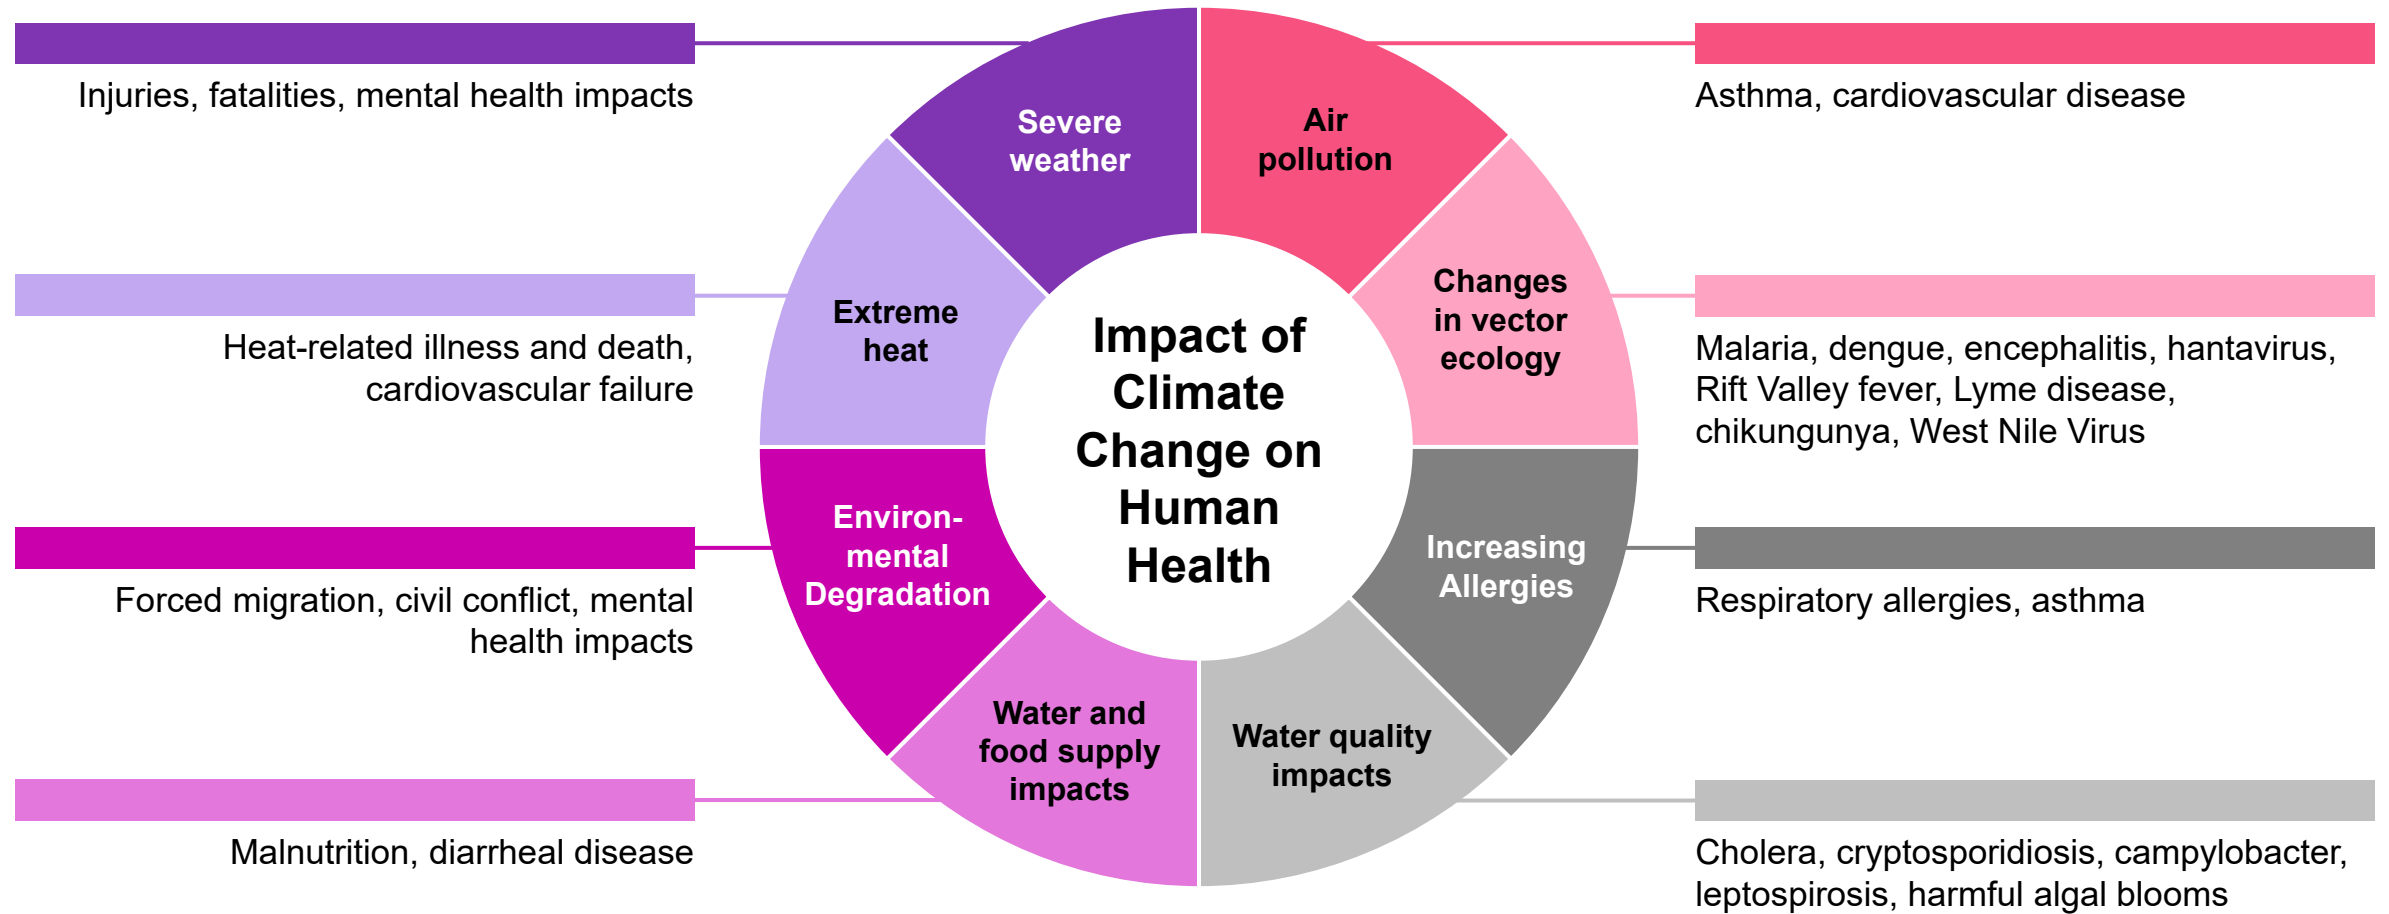 Impact of
Climate
Change on
Human
Health
Severe
weather
Injuries, fatalities, mental health impacts
Air
pollution
Asthma, cardiovascular disease
Extreme
heat
Heat-related illness and death,
cardiovascular failure
Changes
in vector
ecology
Malaria, dengue, encephalitis, hantavirus,
Rift Valley fever, Lyme disease,
chikungunya, West Nile Virus
Environ-
mental
Degradation
Forced migration, civil conflict, mental
health impacts
Increasing
Allergies
Respiratory allergies, asthma
Water and
food supply
impacts
Malnutrition, diarrheal disease
Water quality
impacts
Cholera, cryptosporidiosis, campylobacter,
leptospirosis, harmful algal blooms